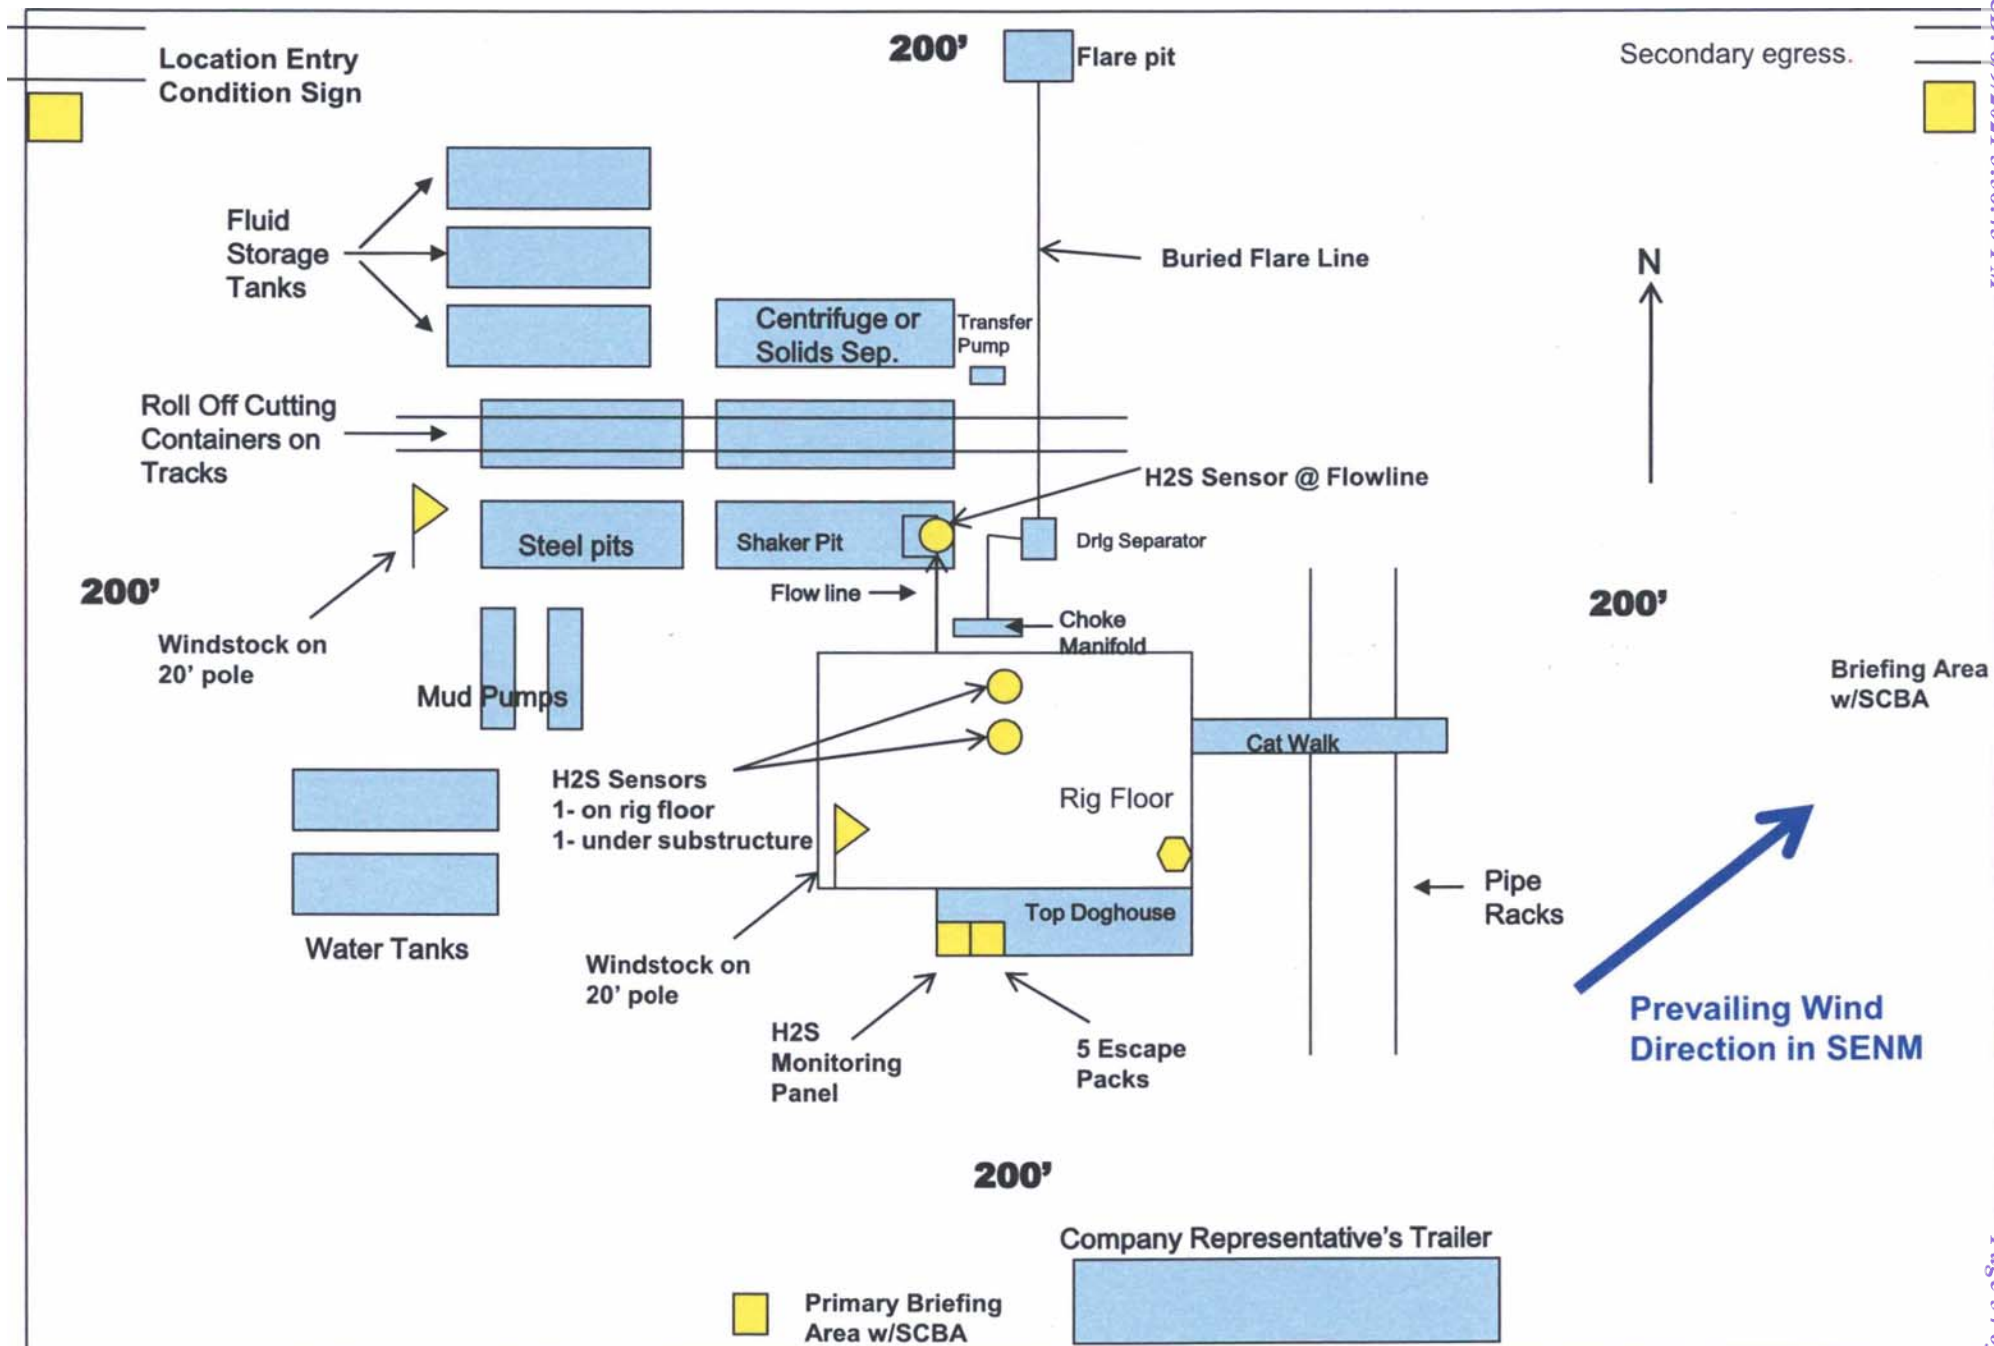 Location Entry
Condition Sign
200’
Flare pit
Secondary egress.
Fluid
Storage
Tanks
Buried Flare Line
N
Centrifuge or
Solids Sep.
Transfer
Pump
Roll Off Cutting
Containers on
Tracks
H2S Sensor @ Flowline
Steel pits
Shaker Pit
Drlg Separator
200’
Flow line
200’
Windstock on
20’ pole
Choke
Manifold
Mud Pumps
Briefing Area
w/SCBA
Cat Walk
H2S Sensors
1- on rig floor
1- under substructure
Rig Floor
Pipe
Racks
Top Doghouse
Water Tanks
Windstock on
20’ pole
H2S
Monitoring
Panel
5 Escape
Packs
Prevailing Wind
Direction in SENM
200’
Company Representative’s Trailer
Primary Briefing
Area w/SCBA